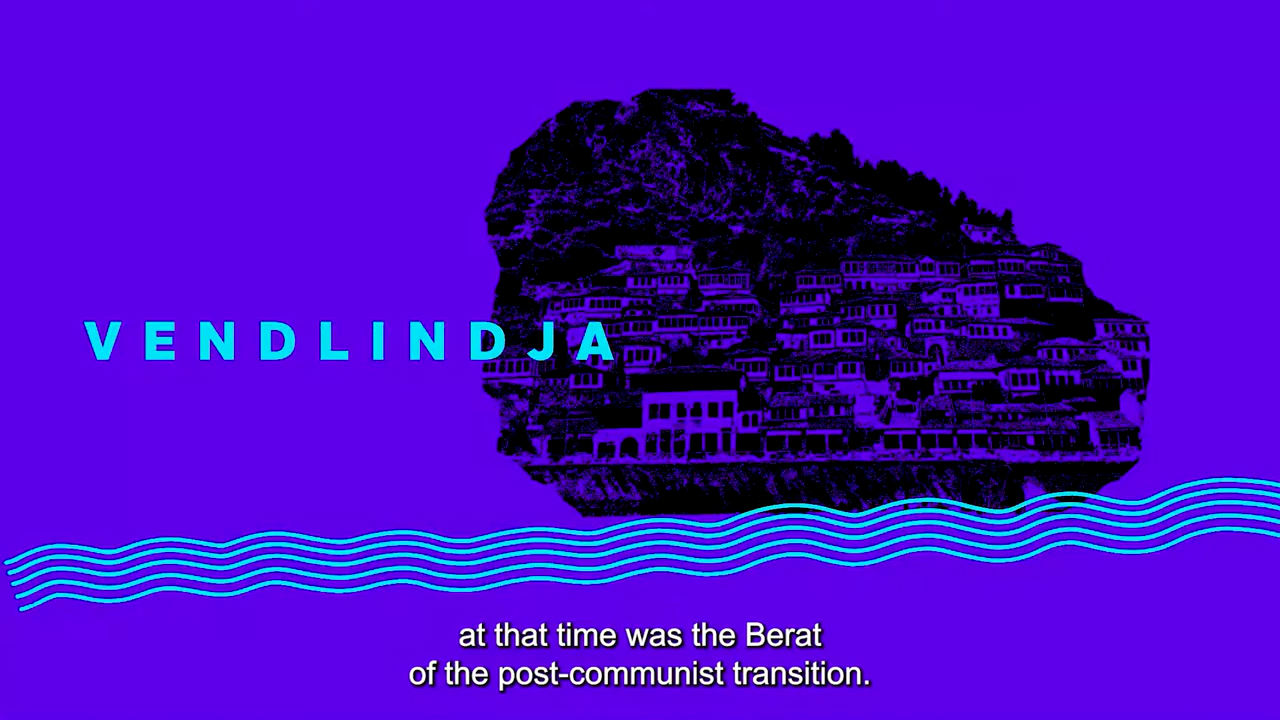 VENDLINDJA
at that time was the Berat
of the post-communist transition.